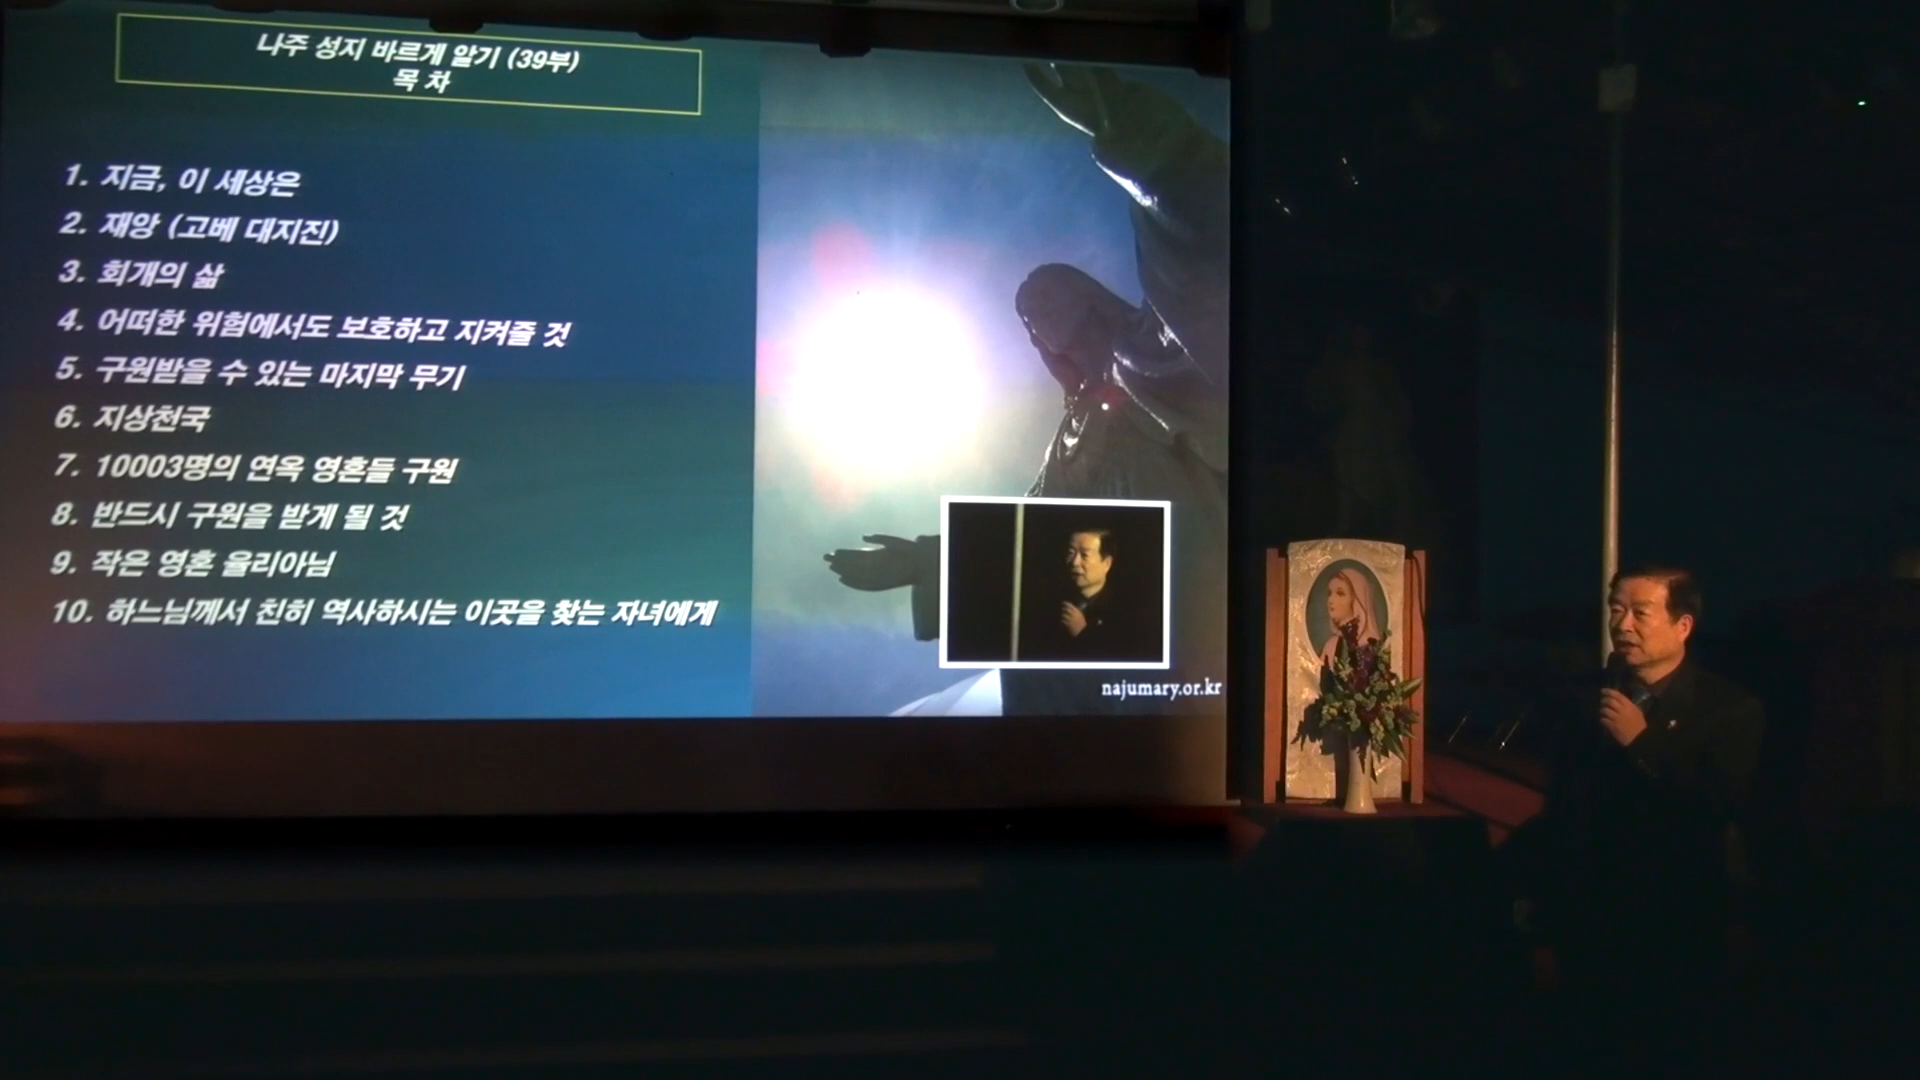 나주 성지 바르게 알기 (39부)
목 차
1. 지금, 이 세상은
2. 재앙 (고베 대지진)
3. 회개의 삶
4. 어떠한 위험에서도 보호하고 지켜줄 것
5. 구원받을 수 있는 마지막 무기
6. 지상천국
7. 10003명의 연옥 영혼들 구원
8. 반드시 구원을 받게 될 것
9. 작은 영혼 율리아님
10. 하느님께서 친히 역사하시는 이곳을 찾는 자녀에게
najumary.or.kr